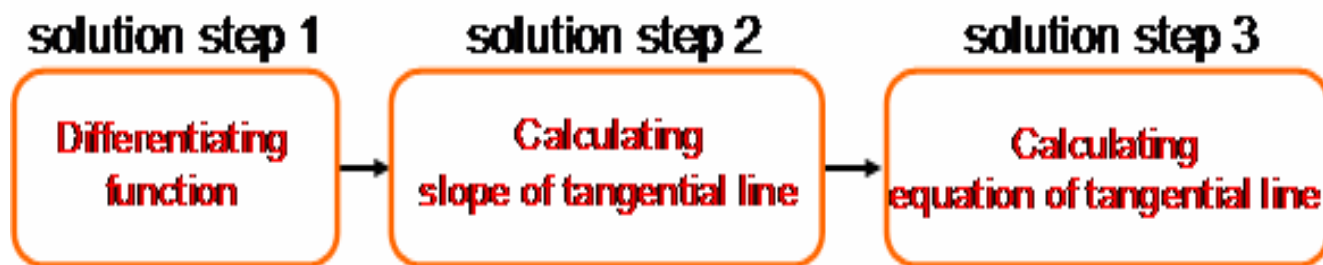 solution step 1
solution step 2
solution step 3
Differentiating
function
Calculating
slope of tangential line
Calculating
equation of tangential line